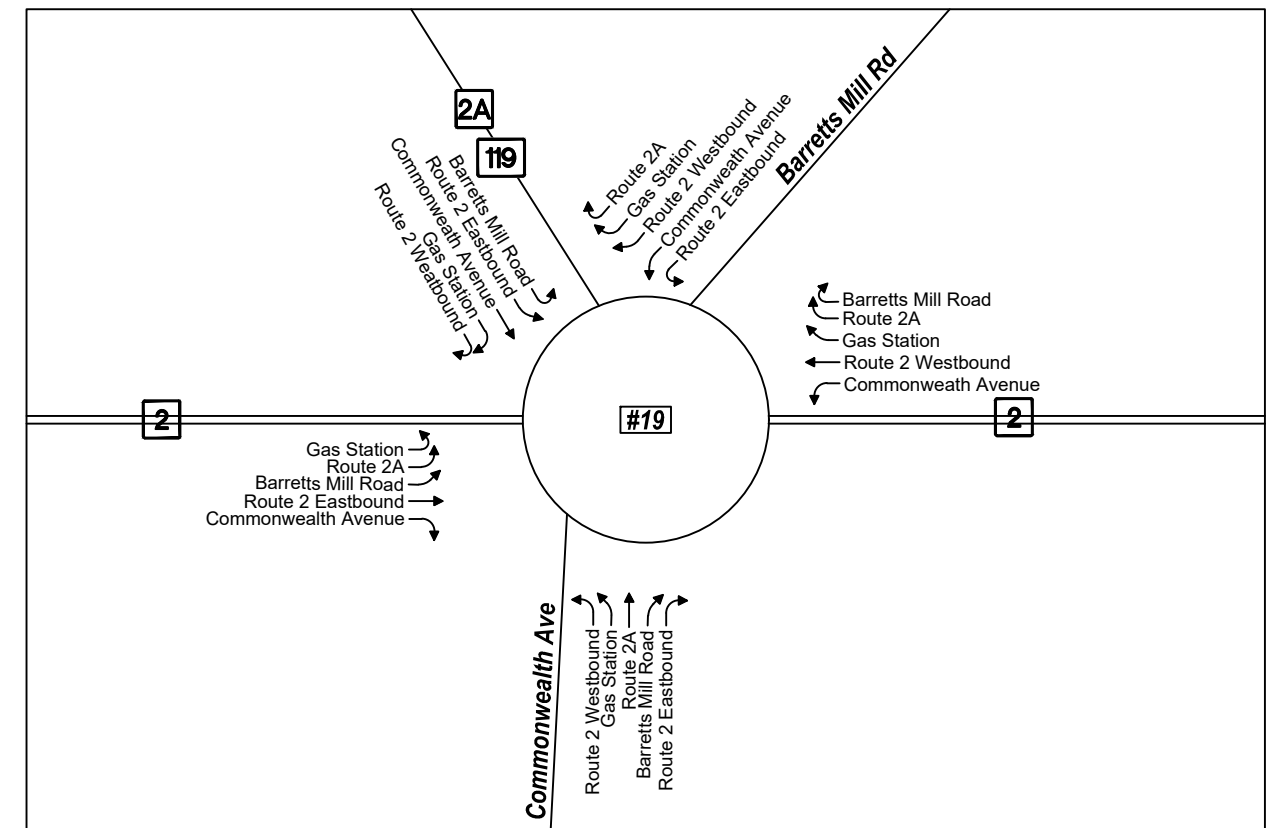 2A
119
Barretts Mill Rd
Barretts Mill Road
Route 2 Eastbound
Commonweath Avenue
Gas Station
Route 2 Weatbound
Route 2A
Gas Station
Route 2 Westbound
Commonweath Avenue
Route 2 Eastbound
Barretts Mill Road
Route 2A
Gas Station
Route 2 Westbound
Commonweath Avenue
2
#19
2
Gas Station
Route 2A
Barretts Mill Road
Route 2 Eastbound
Commonwealth Avenue
Commonwealth Ave
Route 2 Westbound
Gas Station
Route 2A
Barretts Mill Road
Route 2 Eastbound